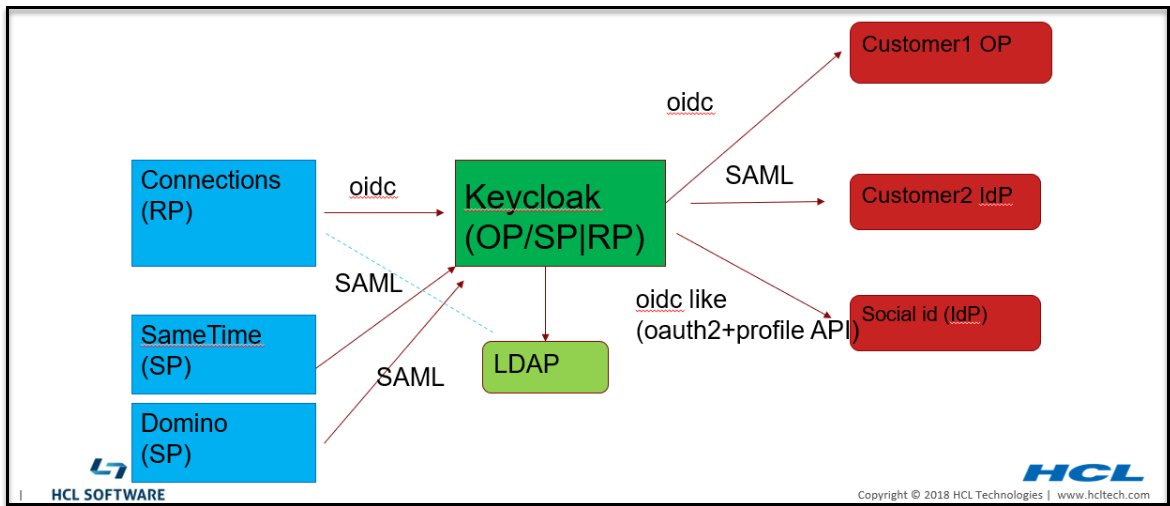 Customer1 OP
oidc
Connections
(RP)
oidc
Keycloak
(OP/SP|RP)
SAML
Customer2 IdP
SAML
oidc like
(oauth2+profile API)
Social id (IdP)
SameTime
(SP)
SAML
LDAP
Domino
(SP)
|
HCL SOFTWARE
HCL
Copyright © 2018 HCL Technologies | www.hcltech.com